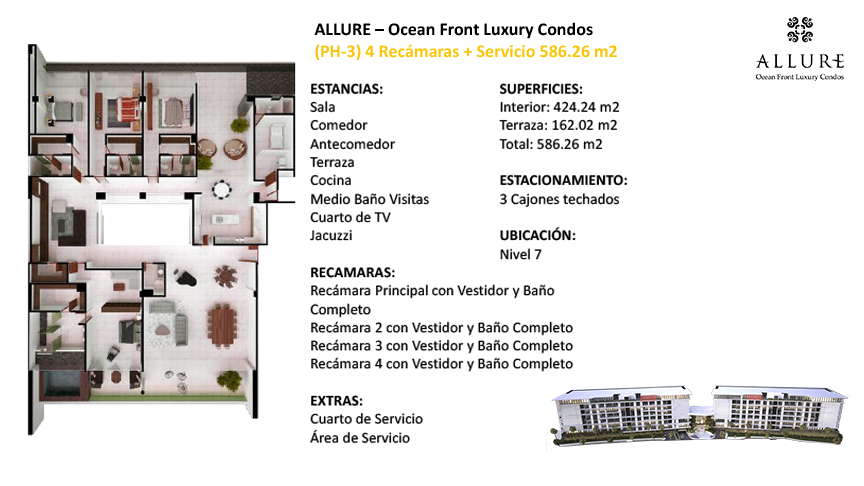 ALLURE – Ocean Front Luxury Condos
(PH-3) 4 Recámaras + Servicio 586.26 m2
ALLURE
Ocean Front Luxury Condos
ESTANCIAS:
Sala
Comedor
Antecomedor
Terraza
Cocina
Medio Baño Visitas
Cuarto de TV
Jacuzzi
SUPERFICIES:
Interior: 424.24 m2
Terraza: 162.02 m2
Total: 586.26 m2
ESTACIONAMIENTO:
3 Cajones techados
UBICACIÓN:
Nivel 7
RECAMARAS:
Recámara Principal con Vestidor y Baño
Completo
Recámara 2 con Vestidor y Baño Completo
Recámara 3 con Vestidor y Baño Completo
Recámara 4 con Vestidor y Baño Completo
EXTRAS:
Cuarto de Servicio
Área de Servicio